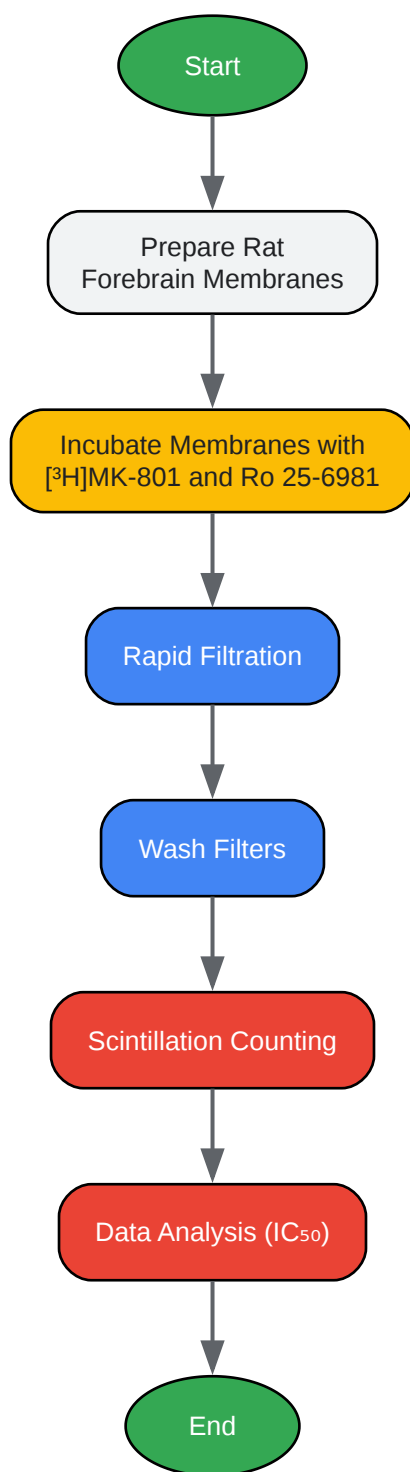 Start
Prepare Rat
Forebrain Membranes
Incubate Membranes with
[³H]MK-801 and Ro 25-6981
Rapid Filtration
Wash Filters
Scintillation Counting
Data Analysis (IC₅₀)
End